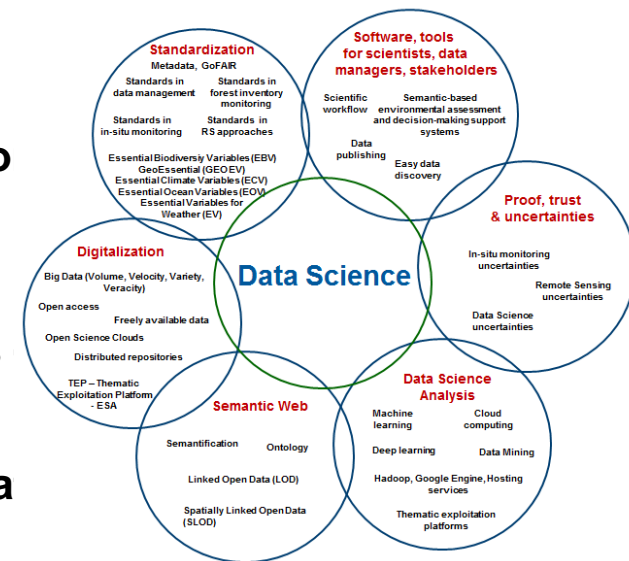 Standardization
Metadata, GoFAIR
Standards in
data management
Standards in
forest inventory
monitoring
Standards in
in-situ monitoring
Standards in
RS approaches
Essential Biodiversiy Variables (EBV)
GeoEssential (GEOEV)
Essential Climate Variables (ECV)
Essential Ocean Variables (EOV)
Essential Variables for
Weather (EV)
Software, tools
for scientists, data
managers, stakeholders
Scientific
workflow
Semantic-based
environmental assessment
and decision-making support
systems
Data
publishing
Easy data
discovery
o
Proof, trust
& uncertainties
In-situ monitoring
uncertainties
Remote Sensing
uncertainties
Data Science
uncertainties
Digitalization
Big Data (Volume, Velocity, Variety,
Veracity)
Open access
Freely available data
Open Science Clouds
Distributed repositories
TEP – Thematic
Exploitation Platform
- ESA
Data Science
Data Science
Analysis
Machine
learning
Cloud
computing
Deep learning
Data Mining
Hadoop, Google Engine, Hosting
services
Thematic exploitation
platforms
Semantic Web
Semantification
Ontology
Linked Open Data (LOD)
Spatially Linked Open Data
(SLOD)
a